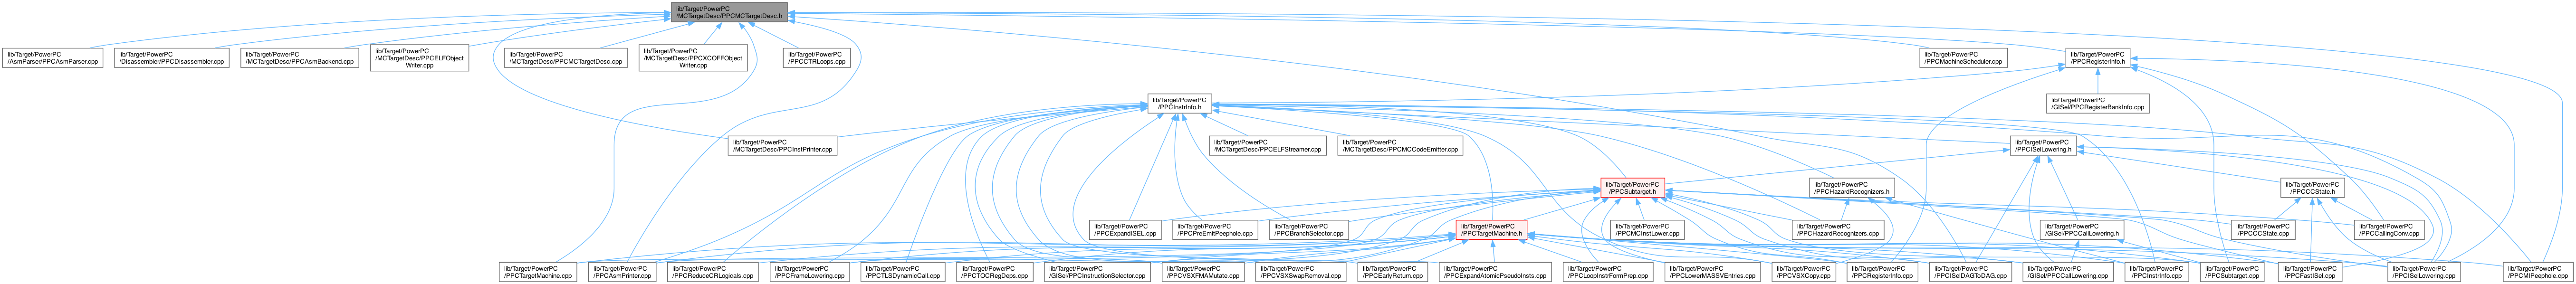 lib/Target/PowerPC
/MCTargetDesc/PPCMCTargetDesc.h
lib/Target/PowerPC
/AsmParser/PPCAsmParser.cpp
lib/Target/PowerPC
/Disassembler/PPCDisassembler.cpp
lib/Target/PowerPC
/MCTargetDesc/PPCAsmBackend.cpp
lib/Target/PowerPC
/MCTargetDesc/PPCELFObject
Writer.cpp
lib/Target/PowerPC
/MCTargetDesc/PPCMCTargetDesc.cpp
lib/Target/PowerPC
/MCTargetDesc/PPCXCOFFObject
Writer.cpp
lib/Target/PowerPC
/PPCCTRLoops.cpp
lib/Target/PowerPC
/PPCMachineScheduler.cpp
lib/Target/PowerPC
/PPCRegisterInfo.h
lib/Target/PowerPC
/PPCInstrInfo.h
lib/Target/PowerPC
/GISel/PPCRegisterBankInfo.cpp
lib/Target/PowerPC
/MCTargetDesc/PPCInstPrinter.cpp
lib/Target/PowerPC
/MCTargetDesc/PPCELFStreamer.cpp
lib/Target/PowerPC
/MCTargetDesc/PPCMCCodeEmitter.cpp
lib/Target/PowerPC
/PPCISelLowering.h
lib/Target/PowerPC
/PPCSubtarget.h
lib/Target/PowerPC
/PPCHazardRecognizers.h
lib/Target/PowerPC
/PPCCCState.h
lib/Target/PowerPC
/PPCExpandISEL.cpp
lib/Target/PowerPC
/PPCPreEmitPeephole.cpp
lib/Target/PowerPC
/PPCBranchSelector.cpp
lib/Target/PowerPC
/PPCTargetMachine.h
lib/Target/PowerPC
/PPCMCInstLower.cpp
lib/Target/PowerPC
/PPCHazardRecognizers.cpp
lib/Target/PowerPC
/GISel/PPCCallLowering.h
lib/Target/PowerPC
/PPCCCState.cpp
lib/Target/PowerPC
/PPCCallingConv.cpp
lib/Target/PowerPC
/PPCTargetMachine.cpp
lib/Target/PowerPC
/PPCAsmPrinter.cpp
lib/Target/PowerPC
/PPCReduceCRLogicals.cpp
lib/Target/PowerPC
/PPCFrameLowering.cpp
lib/Target/PowerPC
/PPCTLSDynamicCall.cpp
lib/Target/PowerPC
/PPCTOCRegDeps.cpp
lib/Target/PowerPC
/GISel/PPCInstructionSelector.cpp
lib/Target/PowerPC
/PPCVSXFMAMutate.cpp
lib/Target/PowerPC
/PPCVSXSwapRemoval.cpp
lib/Target/PowerPC
/PPCEarlyReturn.cpp
lib/Target/PowerPC
/PPCExpandAtomicPseudoInsts.cpp
lib/Target/PowerPC
/PPCLoopInstrFormPrep.cpp
lib/Target/PowerPC
/PPCLowerMASSVEntries.cpp
lib/Target/PowerPC
/PPCVSXCopy.cpp
lib/Target/PowerPC
/PPCRegisterInfo.cpp
lib/Target/PowerPC
/PPCISelDAGToDAG.cpp
lib/Target/PowerPC
/GISel/PPCCallLowering.cpp
lib/Target/PowerPC
/PPCInstrInfo.cpp
lib/Target/PowerPC
/PPCSubtarget.cpp
lib/Target/PowerPC
/PPCFastISel.cpp
lib/Target/PowerPC
/PPCISelLowering.cpp
lib/Target/PowerPC
/PPCMIPeephole.cpp